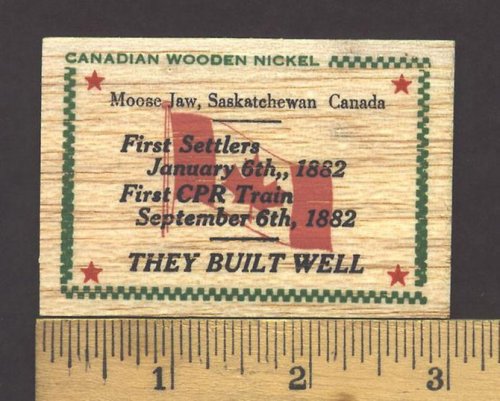 CANADIAN WOODEN NICKEL
Moose Jaw, Saskatchewan Canada
First Settlers
January 6th,, 1882
First CPR Train
September 6th, 1882
THEY BUILT WELL
1 2 3